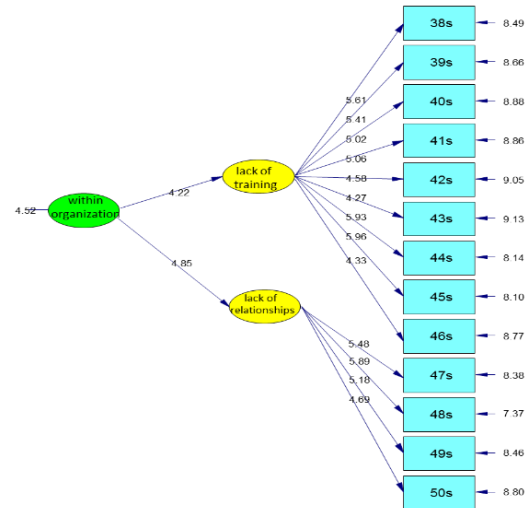 38s
8.49
39s
8.66
40s
8.88
41s
8.86
42s
9.05
43s
9.13
44s
8.14
45s
8.10
46s
8.77
47s
8.38
48s
7.37
49s
8.46
50s
8.80
5.61
5.41
5.02
5.06
4.58
4.27
5.93
5.96
4.33
lack of
training
4.22
within
organization
4.52
4.85
lack of
relationships
5.48
5.89
5.18
4.69